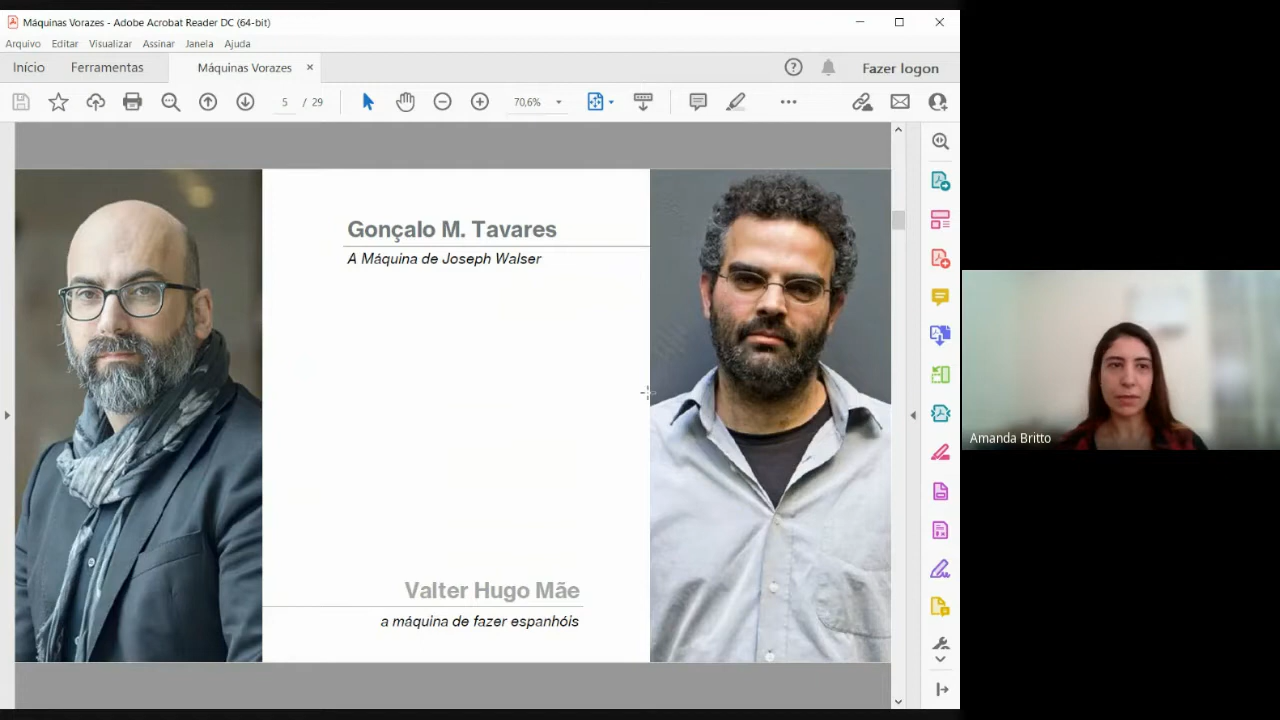 Máquinas Vorazes - Adobe Acrobat Reader DC (64-bit)
Arquivo Editar Visualizar Assinar Janela Ajuda
Início Ferramentas Máquinas Vorazes × Fazer logon
5 / 29 70,6%
Gonçalo M. Tavares
A Máquina de Joseph Walser
Amanda Britto
Valter Hugo Mãe
a máquina de fazer espanhóis